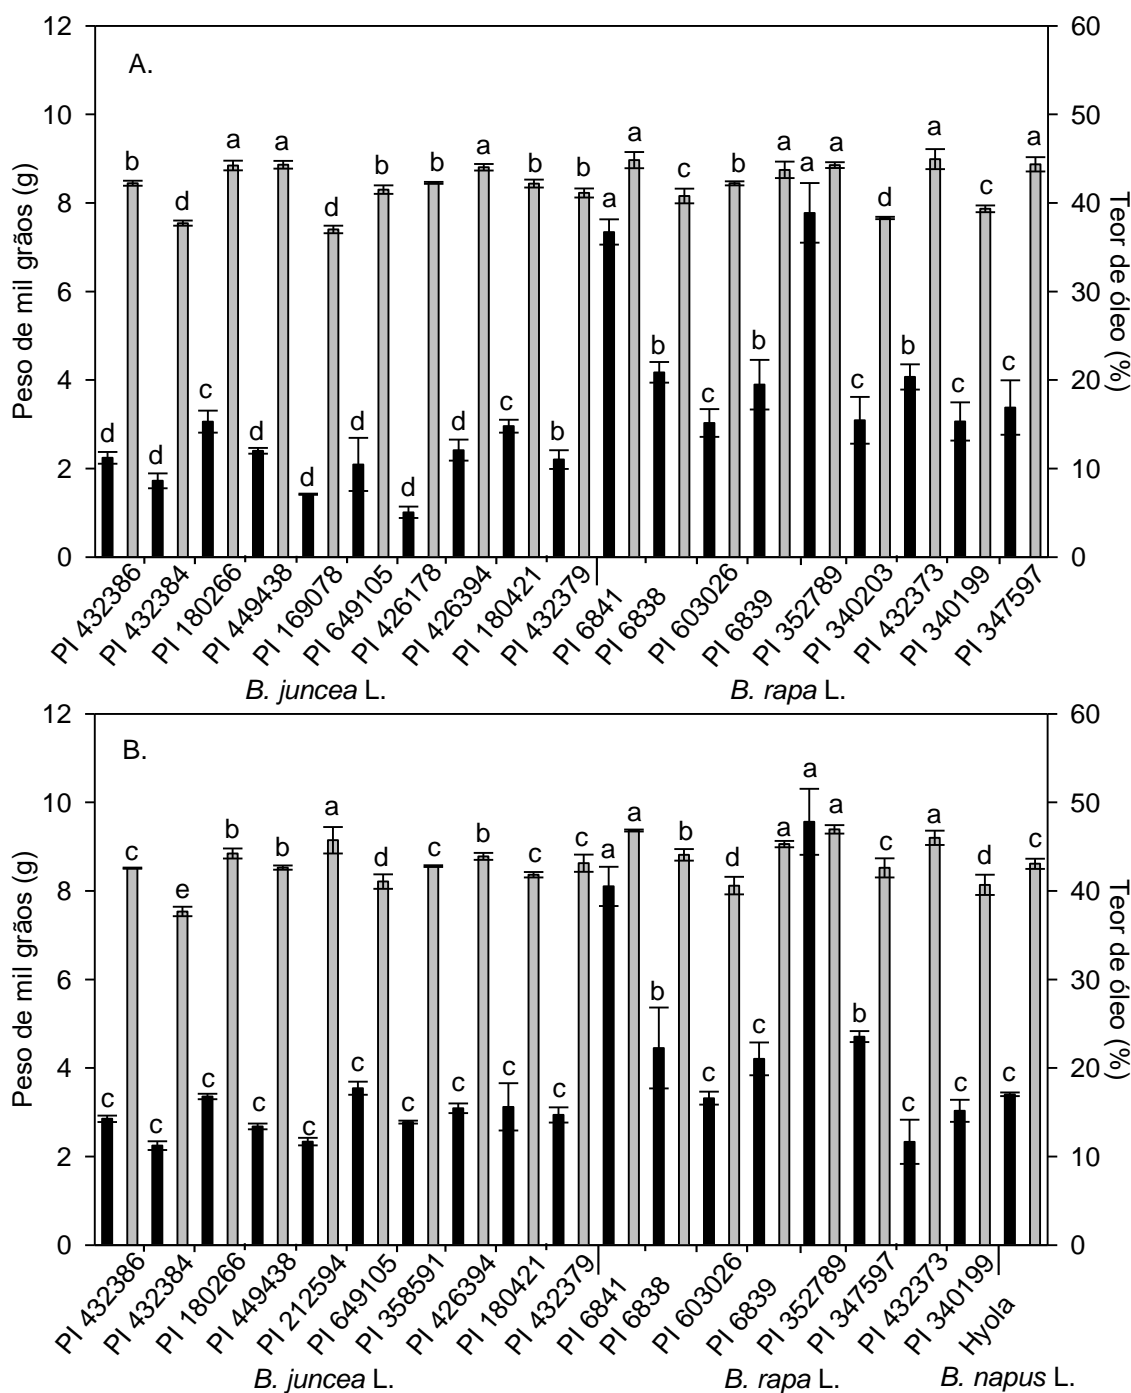 12
10
8
6
4
2
0
Peso de mil grãos (g)
A.
60
50
40
30
20
10
0
Teor de óleo (%)
b d a a d b b a b b a c b a a d a c a
d d c d d d d d c b a b c b a c b c c
PI 432386
PI 432384
PI 180266
PI 449438
PI 169078
PI 649105
PI 426178
PI 426394
PI 180421
PI 432379
PI 6841
PI 6838
PI 603026
PI 6839
PI 352789
PI 340203
PI 432373
PI 340199
PI 347597
B. juncea L.
B. rapa L.
12
10
8
6
4
2
0
Peso de mil grãos (g)
B.
60
50
40
30
20
10
0
Teor de óleo (%)
c e b b a d c b c c a b d a a c a d c
c c c c c c c c c c a b c c a b c c c
PI 432386
PI 432384
PI 180266
PI 449438
PI 212594
PI 649105
PI 358591
PI 426394
PI 180421
PI 432379
PI 6841
PI 6838
PI 603026
PI 6839
PI 352789
PI 347597
PI 432373
PI 340199
Hyola
B. juncea L.
B. rapa L.
B. napus L.